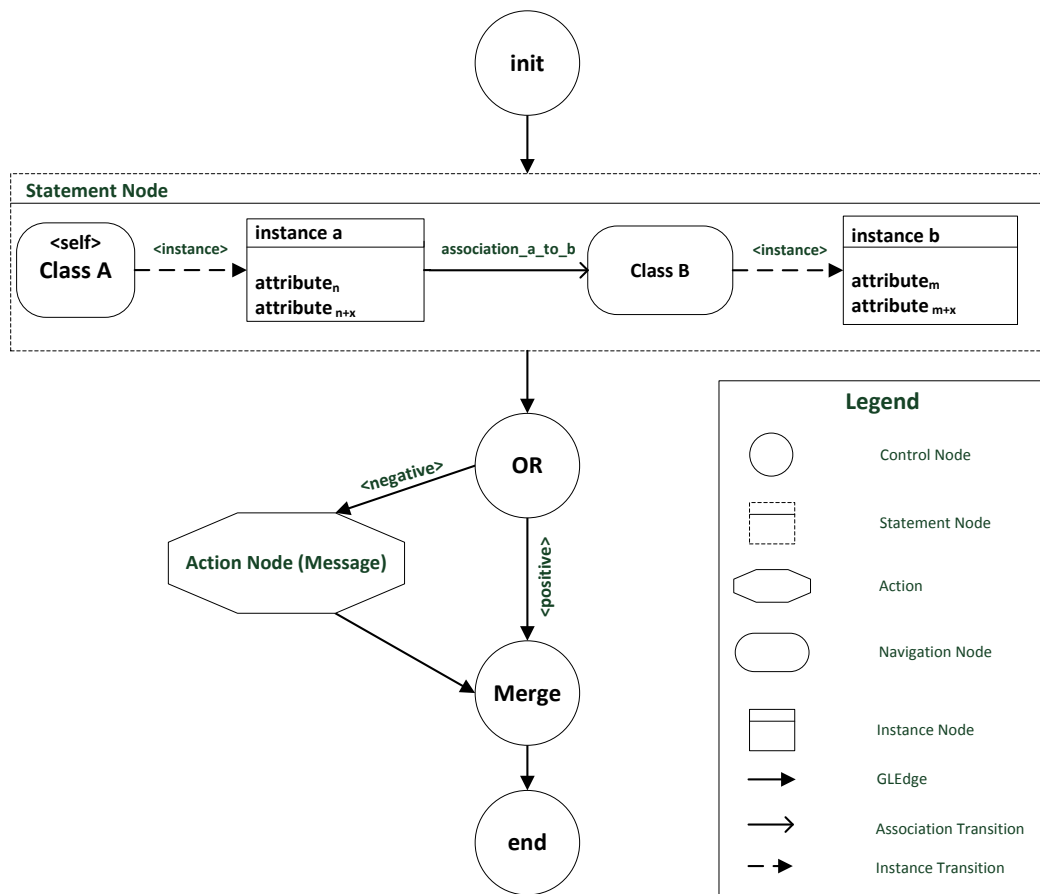 init
Statement Node
<self>
Class A
<instance>
instance a
attributeₙ
attribute ₙ₊ₓ
association_a_to_b
Class B
<instance>
instance b
attributeₘ
attribute ₘ₊ₓ
OR
<negative>
Action Node (Message)
<positive>
Merge
end
Legend
Control Node
Statement Node
Action
Navigation Node
Instance Node
GLEdge
Association Transition
Instance Transition